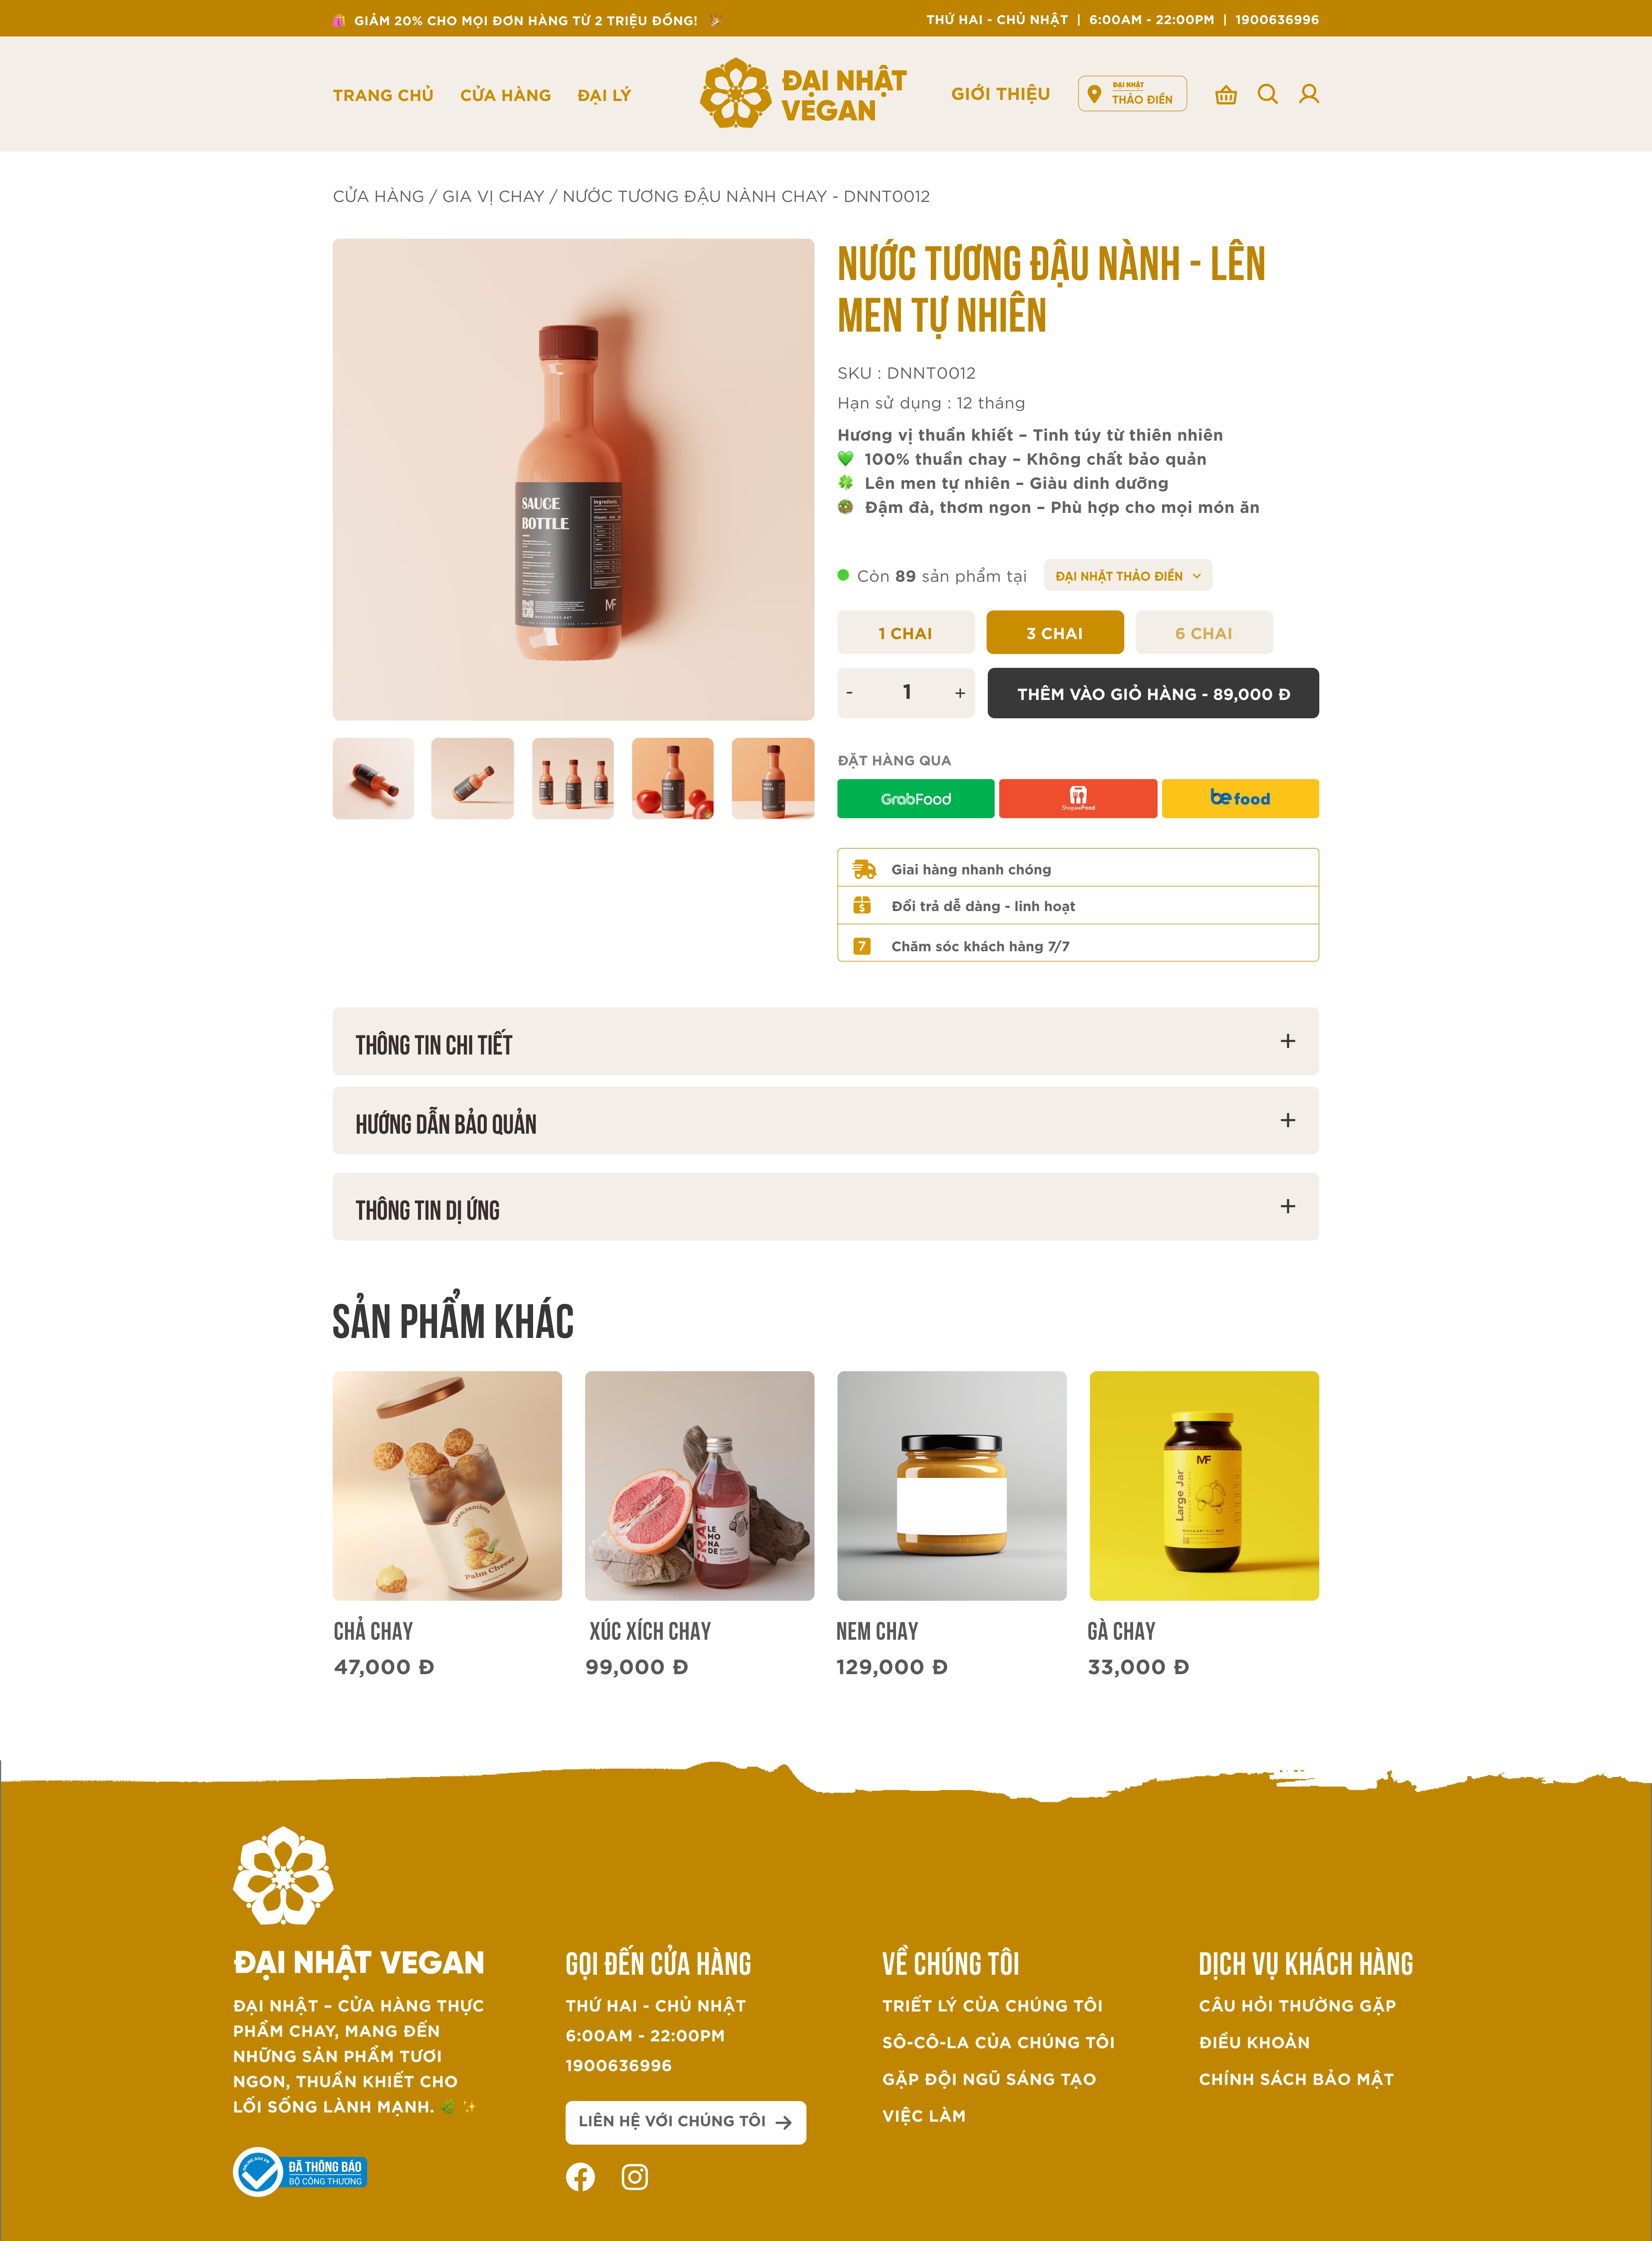 GIẢM 20% CHO MỌI ĐƠN HÀNG TỪ 2 TRIỆU ĐỒNG!
THỨ HAI - CHỦ NHẬT | 6:00AM - 22:00PM | 1900636996
TRANG CHỦ
CỬA HÀNG
ĐẠI LÝ
ĐẠI NHẬT
VEGAN
GIỚI THIỆU
ĐẠI NHẬT
THẢO ĐIỀN
CỬA HÀNG / GIA VỊ CHAY / NƯỚC TƯƠNG ĐẬU NÀNH CHAY - DNNT0012
SAUCE
BOTTLE
Ingredients
MF
NƯỚC TƯƠNG ĐẬU NÀNH - LÊN
MEN TỰ NHIÊN
SKU : DNNT0012
Hạn sử dụng : 12 tháng
Hương vị thuần khiết – Tinh túy từ thiên nhiên
💚 100% thuần chay – Không chất bảo quản
🍀 Lên men tự nhiên – Giàu dinh dưỡng
🥗 Đậm đà, thơm ngon – Phù hợp cho mọi món ăn
Còn 89 sản phẩm tại
ĐẠI NHẬT THẢO ĐIỀN
1 CHAI
3 CHAI
6 CHAI
- 1 +
THÊM VÀO GIỎ HÀNG - 89,000 Đ
ĐẶT HÀNG QUA
GrabFood
ShopeeFood
be food
Giai hàng nhanh chóng
Đổi trả dễ dàng - linh hoạt
7
Chăm sóc khách hàng 7/7
THÔNG TIN CHI TIẾT +
HƯỚNG DẪN BẢO QUẢN +
THÔNG TIN DỊ ỨNG +
SẢN PHẨM KHÁC
Palm Cheese
CRAFT
LE
MO
NA
DE
MF
Large Jar
MOCKUPFREE.NET
CHẢ CHAY
47,000 Đ
XÚC XÍCH CHAY
99,000 Đ
NEM CHAY
129,000 Đ
GÀ CHAY
33,000 Đ
ĐẠI NHẬT VEGAN
ĐẠI NHẬT – CỬA HÀNG THỰC
PHẨM CHAY, MANG ĐẾN
NHỮNG SẢN PHẨM TƯƠI
NGON, THUẦN KHIẾT CHO
LỐI SỐNG LÀNH MẠNH. 🌿 ✨
ONLINE.GOV.VN
ĐÃ THÔNG BÁO
BỘ CÔNG THƯƠNG
GỌI ĐẾN CỬA HÀNG
THỨ HAI - CHỦ NHẬT
6:00AM - 22:00PM
1900636996
LIÊN HỆ VỚI CHÚNG TÔI →
VỀ CHÚNG TÔI
TRIẾT LÝ CỦA CHÚNG TÔI
SÔ-CÔ-LA CỦA CHÚNG TÔI
GẶP ĐỘI NGŨ SÁNG TẠO
VIỆC LÀM
DỊCH VỤ KHÁCH HÀNG
CÂU HỎI THƯỜNG GẶP
ĐIỀU KHOẢN
CHÍNH SÁCH BẢO MẬT